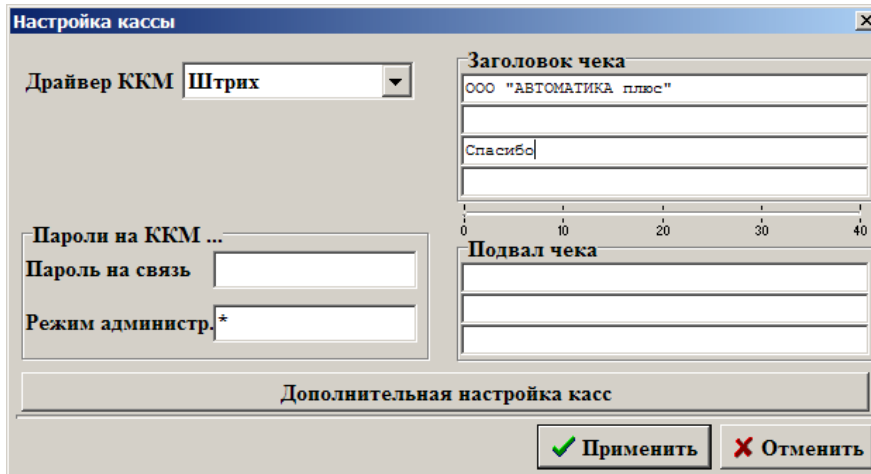 Настройка кассы
Драйвер ККМ Штрих
Заголовок чека
ООО "АВТОМАТИКА плюс"
Спасибо
0 10 20 30 40
Пароли на ККМ ...
Пароль на связь
Режим администр. *
Подвал чека
Дополнительная настройка касс
Применить Отменить